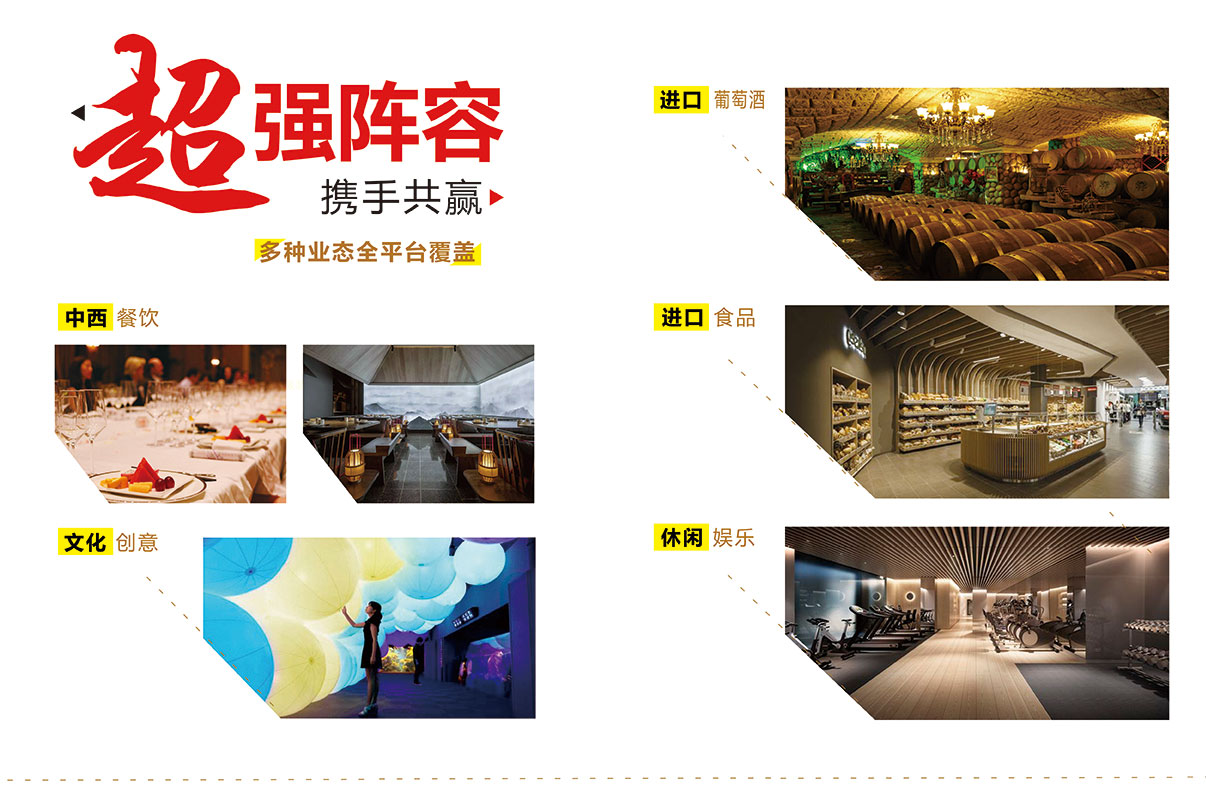 超强阵容
携手共赢
多种业态全平台覆盖
中西 餐饮
文化 创意
进口 葡萄酒
进口 食品
休闲 娱乐